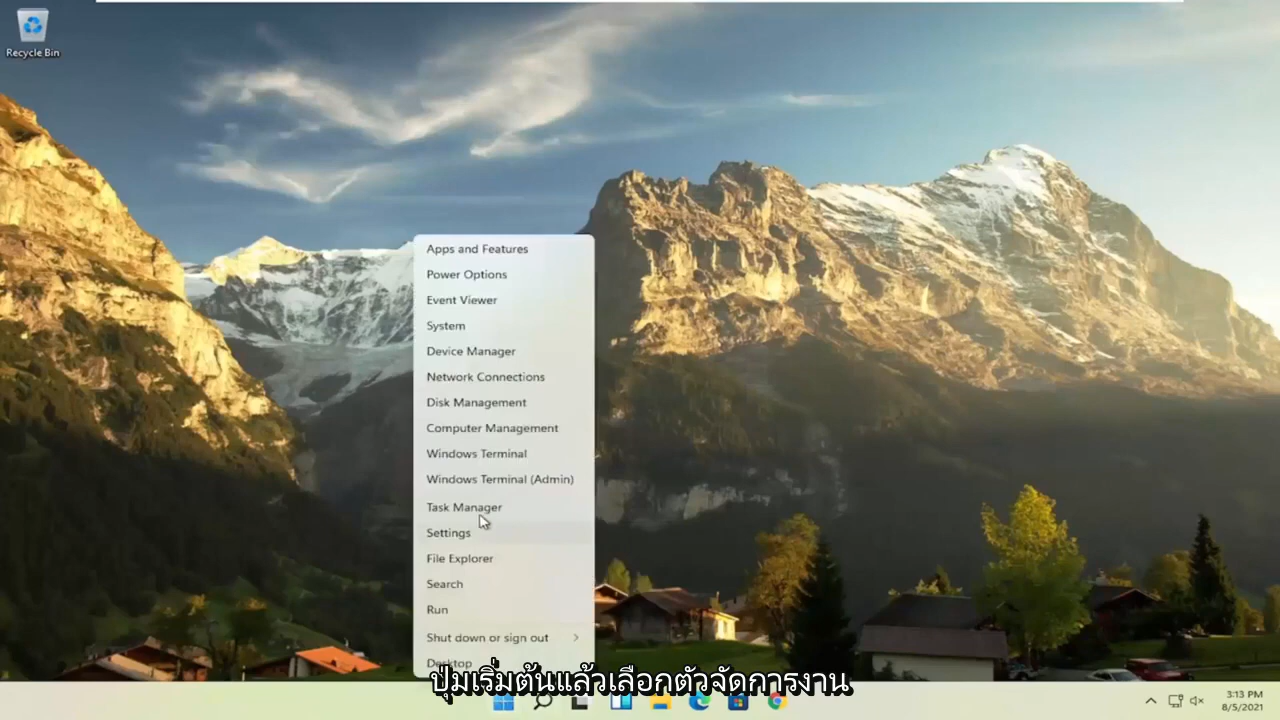 Recycle Bin
Apps and Features
Power Options
Event Viewer
System
Device Manager
Network Connections
Disk Management
Computer Management
Windows Terminal
Windows Terminal (Admin)
Task Manager
Settings
File Explorer
Search
Run
Shut down or sign out
Desktop
ปุ่มเริ่มต้นแล้วเลือกตัวจัดการงาน
3:13 PM
8/5/2021